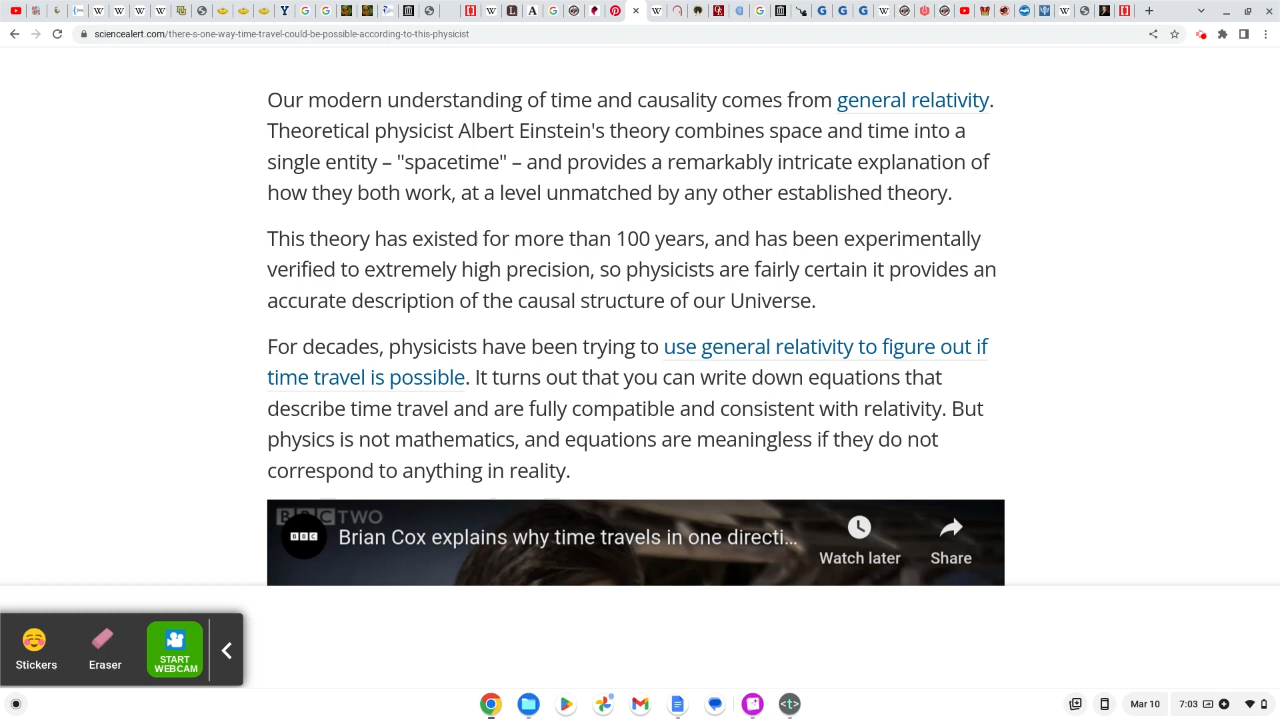 sciencealert.com/there-s-one-way-time-travel-could-be-possible-according-to-this-physicist
Our modern understanding of time and causality comes from general relativity.
Theoretical physicist Albert Einstein's theory combines space and time into a
single entity – "spacetime" – and provides a remarkably intricate explanation of
how they both work, at a level unmatched by any other established theory.
This theory has existed for more than 100 years, and has been experimentally
verified to extremely high precision, so physicists are fairly certain it provides an
accurate description of the causal structure of our Universe.
For decades, physicists have been trying to use general relativity to figure out if
time travel is possible. It turns out that you can write down equations that
describe time travel and are fully compatible and consistent with relativity. But
physics is not mathematics, and equations are meaningless if they do not
correspond to anything in reality.
BBC TWO
BBC
Brian Cox explains why time travels in one directi...
Watch later
Share
Stickers
Eraser
START
WEBCAM
<t>
Mar 10
7:03